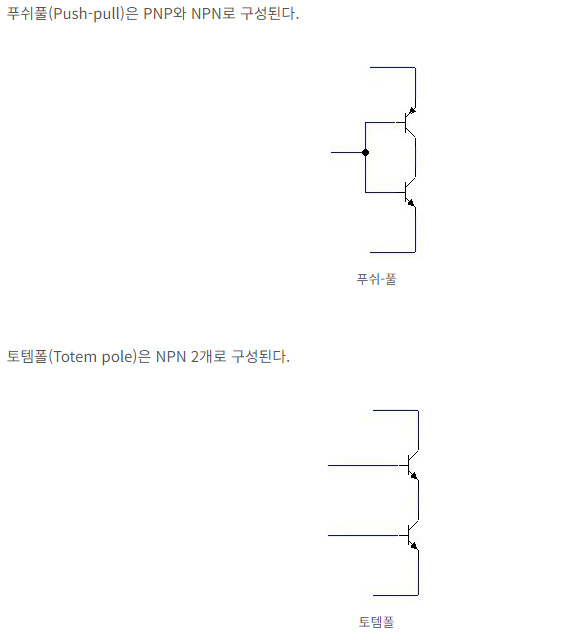 푸쉬풀(Push-pull)은 PNP와 NPN로 구성된다.
푸쉬-풀
토템폴(Totem pole)은 NPN 2개로 구성된다.
토템폴